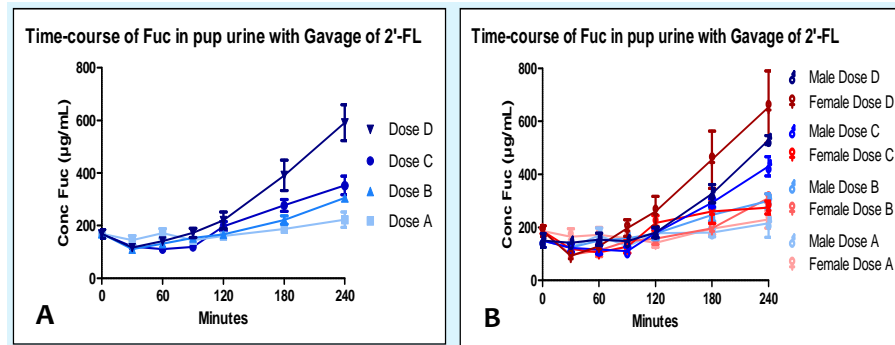 Time-course of Fuc in pup urine with Gavage of 2'-FL
800
600
400
200
0
Conc Fuc (µg/mL)
0 60 120 180 240
Minutes
Dose D
Dose C
Dose B
Dose A
A
Time-course of Fuc in pup urine with Gavage of 2'-FL
800
600
400
200
0
Conc Fuc (µg/mL)
0 60 120 180 240
Minutes
Male Dose D
Female Dose D
Male Dose C
Female Dose C
Male Dose B
Female Dose B
Male Dose A
Female Dose A
B